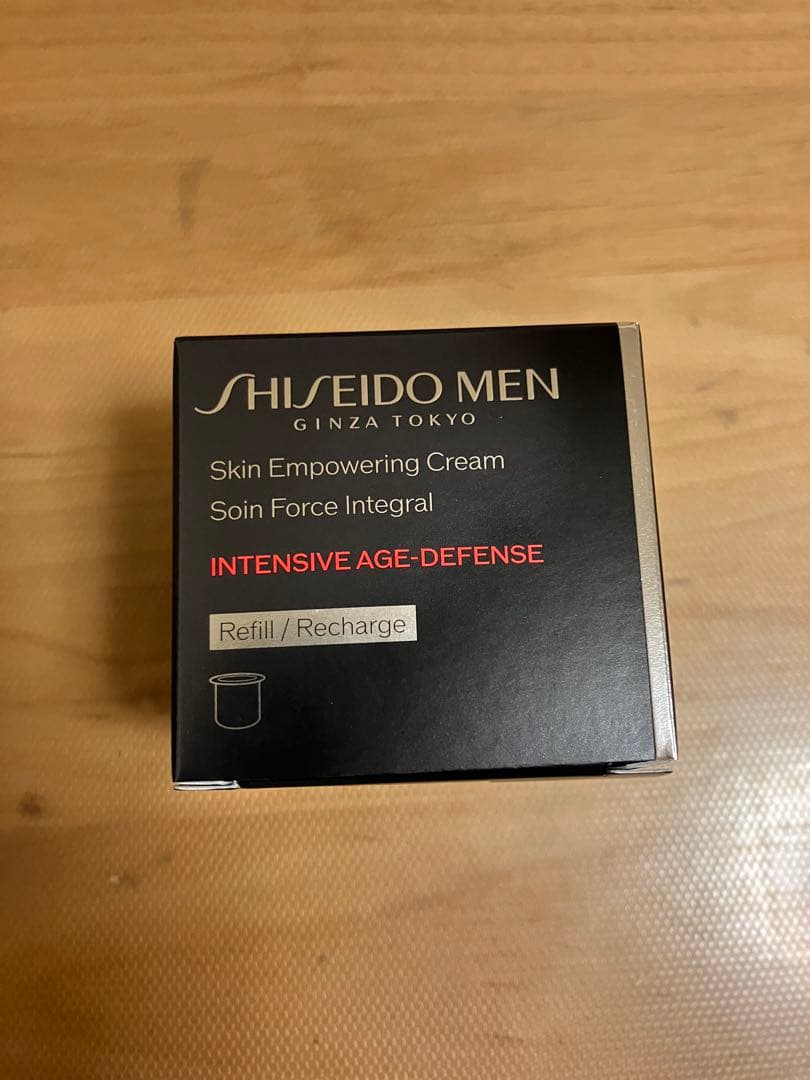 SHISEIDO MEN
GINZA TOKYO
Skin Empowering Cream
Soin Force Integral
INTENSIVE AGE-DEFENSE
Refill / Recharge